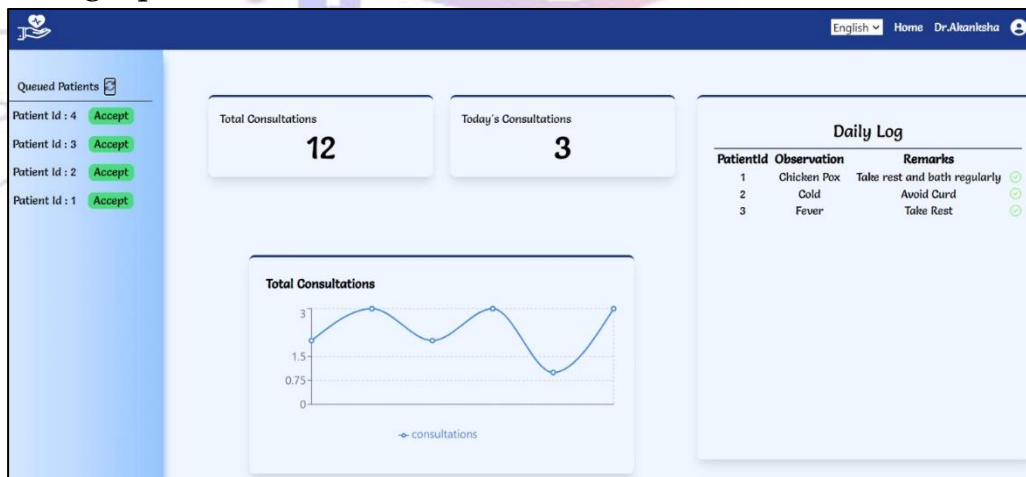 English Home Dr.Akanksha
Queued Patients
Patient Id : 4 Accept
Patient Id : 3 Accept
Patient Id : 2 Accept
Patient Id : 1 Accept
Total Consultations
12
Today's Consultations
3
Total Consultations
3
1.5
0.75
0
consultations
Daily Log
PatientId Observation Remarks
1 Chicken Pox Take rest and bath regularly
2 Cold Avoid Curd
3 Fever Take Rest